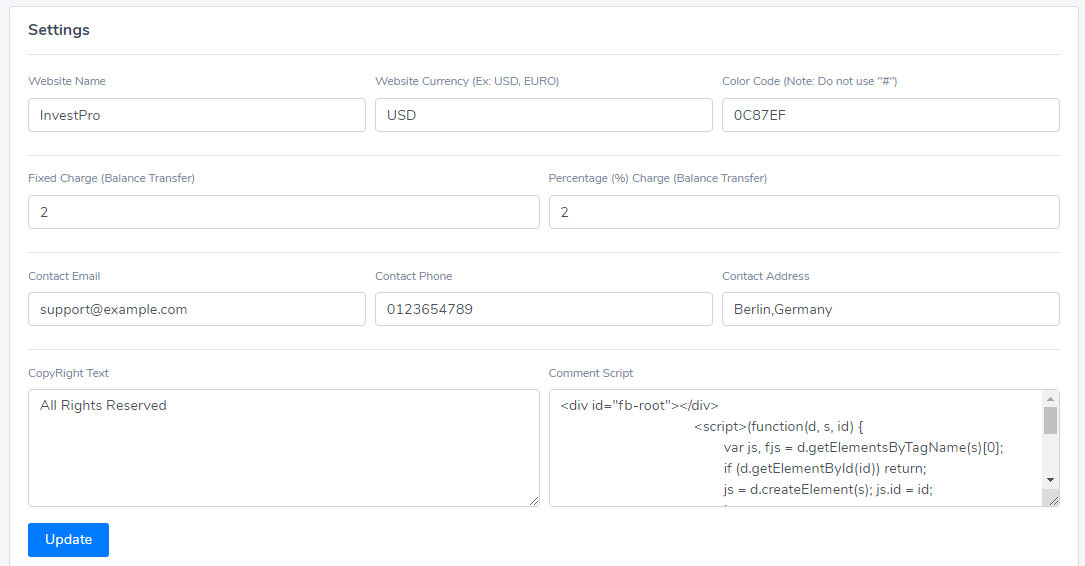 Settings
Website Name
Website Currency (Ex: USD, EURO)
Color Code (Note: Do not use "#")
InvestPro
USD
0C87EF
Fixed Charge (Balance Transfer)
Percentage (%) Charge (Balance Transfer)
2
2
Contact Email
Contact Phone
Contact Address
support@example.com
0123654789
Berlin,Germany
CopyRight Text
Comment Script
All Rights Reserved
<div id="fb-root"></div>
<script>(function(d, s, id) {
var js, fjs = d.getElementsByTagName(s)[0];
if (d.getElementById(id)) return;
js = d.createElement(s); js.id = id;
Update